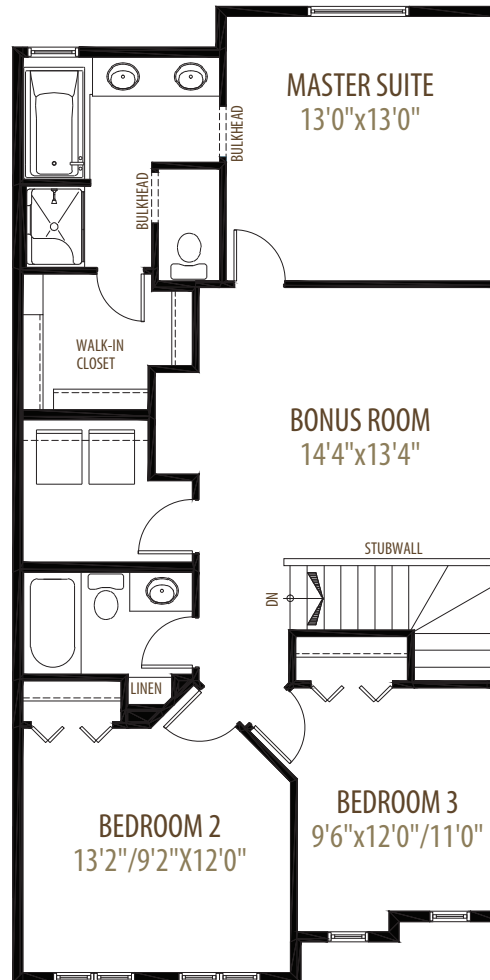 MASTER SUITE
13'0"x13'0"
BULKHEAD
BULKHEAD
WALK-IN
CLOSET
BONUS ROOM
14'4"x13'4"
STUBWALL
DN
LINEN
BEDROOM 2
13'2"/9'2"X12'0"
BEDROOM 3
9'6"x12'0"/11'0"